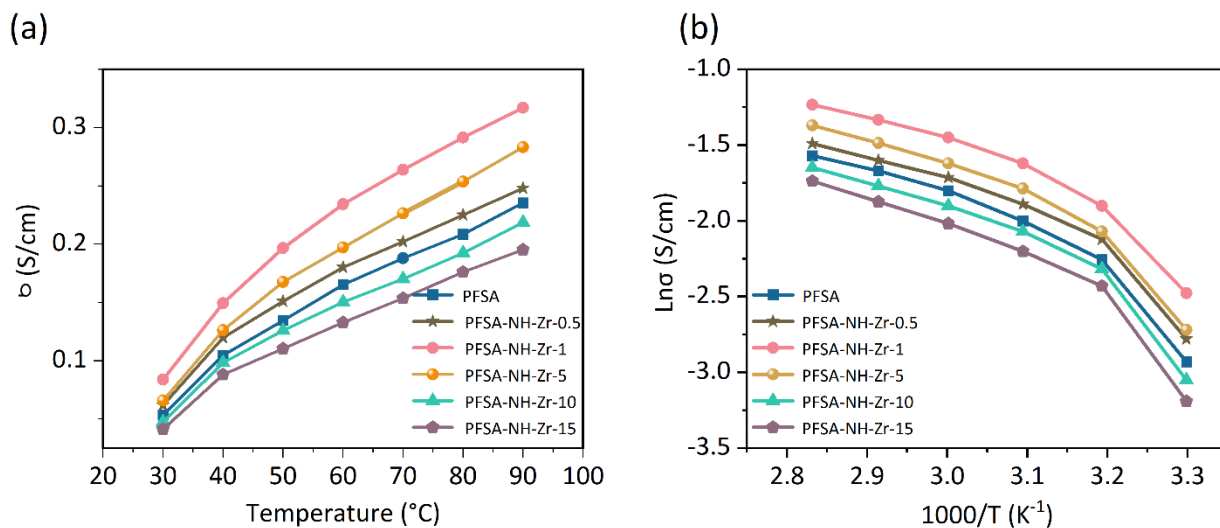 (a)
σ (S/cm)
0.3
0.2
0.1
20 30 40 50 60 70 80 90 100
Temperature (°C)
PFSA
PFSA-NH-Zr-0.5
PFSA-NH-Zr-1
PFSA-NH-Zr-5
PFSA-NH-Zr-10
PFSA-NH-Zr-15
(b)
Lnσ (S/cm)
-1.0
-1.5
-2.0
-2.5
-3.0
-3.5
2.8 2.9 3.0 3.1 3.2 3.3
1000/T (K⁻¹)
PFSA
PFSA-NH-Zr-0.5
PFSA-NH-Zr-1
PFSA-NH-Zr-5
PFSA-NH-Zr-10
PFSA-NH-Zr-15